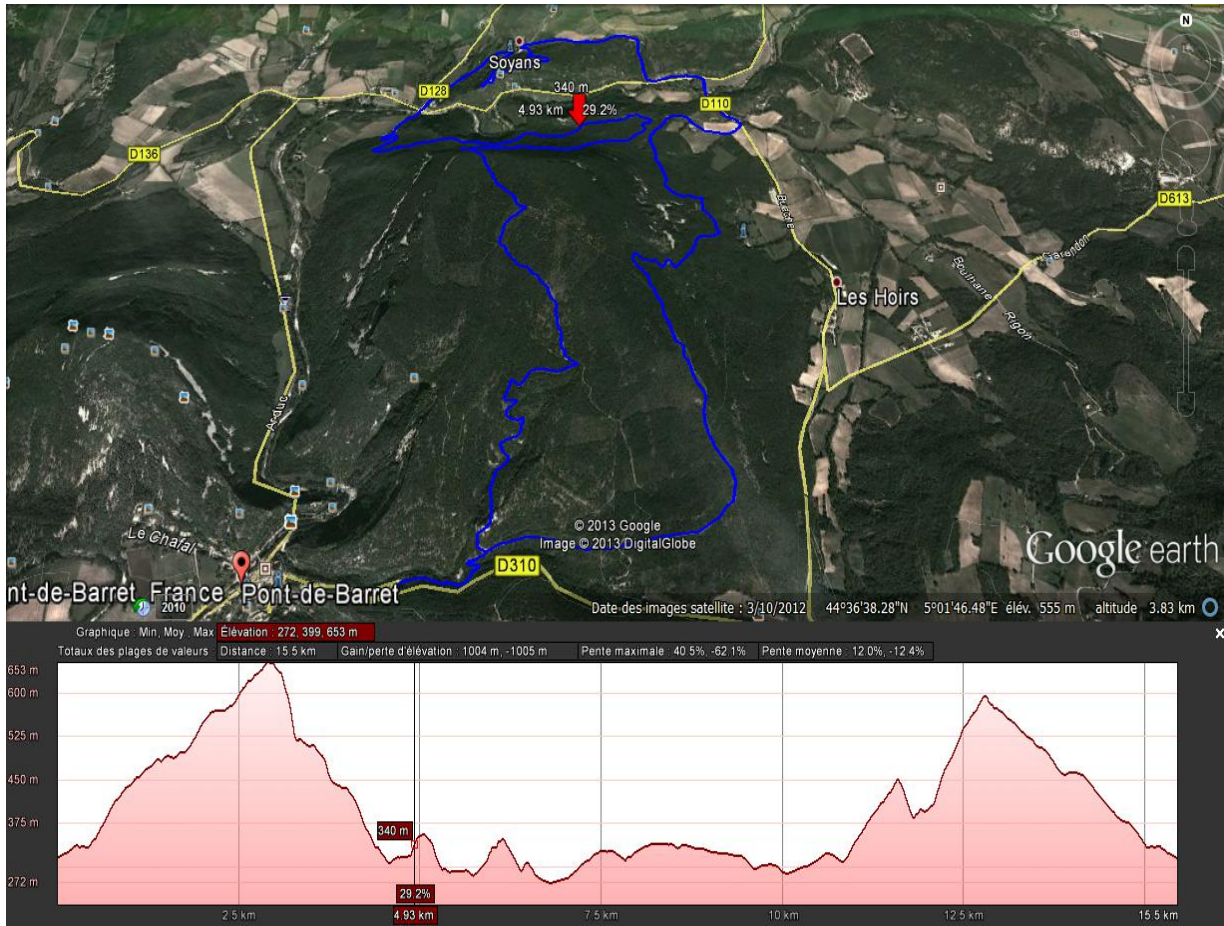 N
Soyans
D128
340 m
4.93 km 29.2%
D110
D136
D613
Les Hoirs
Boulhane
Rigon
© 2013 Google
Image © 2013 DigitalGlobe
Le Chafal
D310
Google earth
nt-de-Barret, France Pont-de-Barret
2010
Date des images satellite : 3/10/2012 44°36'38.28"N 5°01'46.48"E élév. 555 m altitude 3.83 km
Graphique : Min, Moy., Max Élévation : 272, 399, 653 m
x
Totaux des plages de valeurs : Distance : 15.5 km Gain/perte d'élévation : 1004 m, -1005 m Pente maximale : 40.5%, -62.1% Pente moyenne : 12.0%, -12.4%
653 m
600 m
525 m
450 m
375 m
340 m
272 m
29.2%
2.5 km 4.93 km 7.5 km 10 km 12.5 km 15.5 km